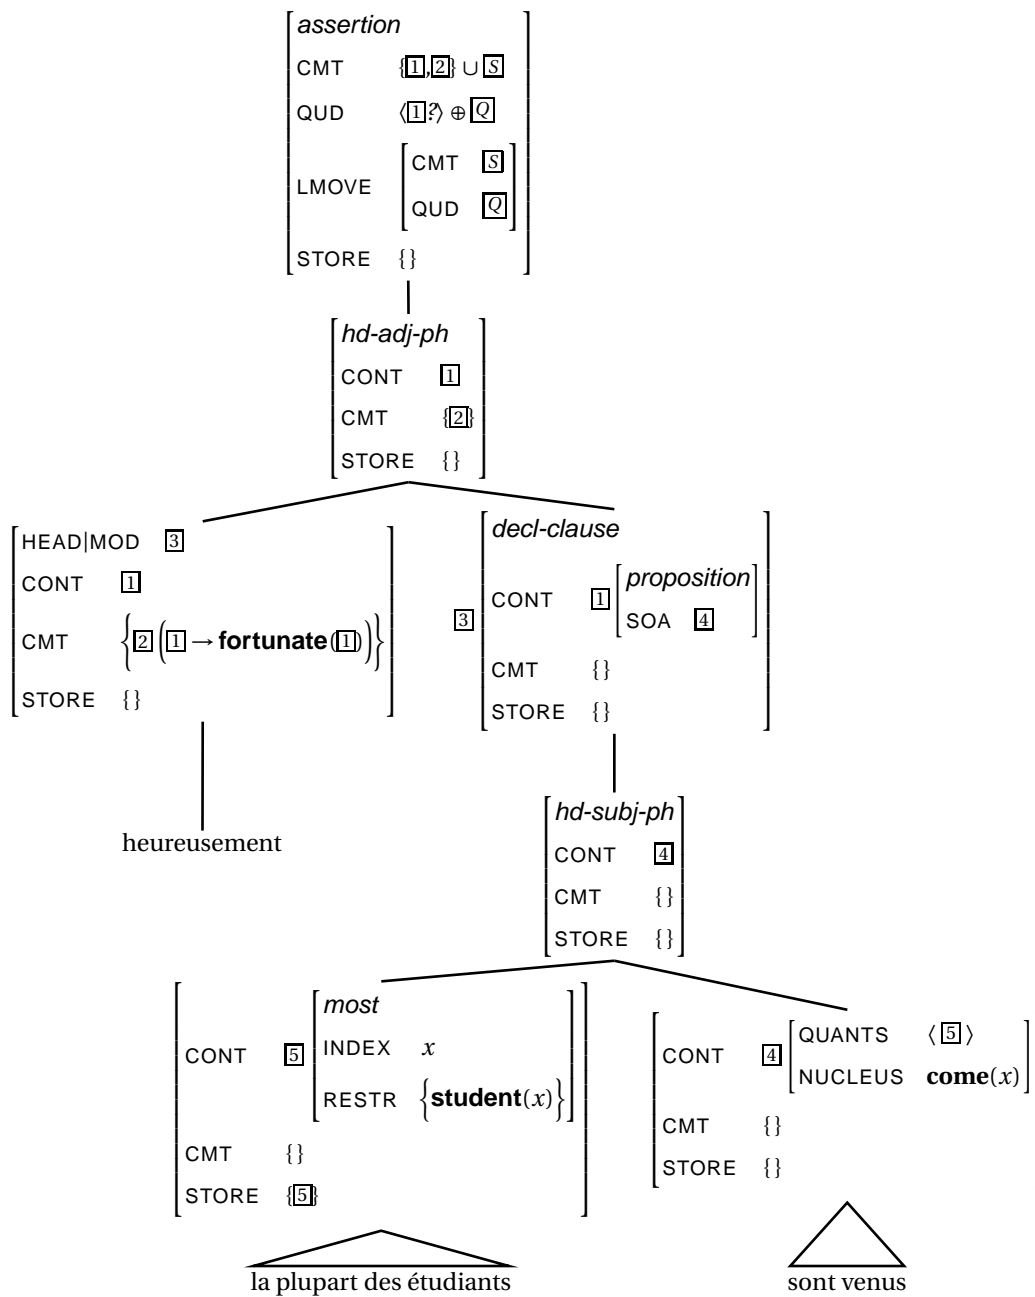 assertion
CMT {1,2} ∪ S
QUD ⟨1?⟩ ⊕ Q
LMOVE
CMT S
QUD Q
STORE {}
hd-adj-ph
CONT 1
CMT {2}
STORE {}
HEAD|MOD 3
CONT 1
CMT {2 (1 → fortunate(1))}
STORE {}
heureusement
3
decl-clause
CONT 1
proposition
SOA 4
CMT {}
STORE {}
hd-subj-ph
CONT 4
CMT {}
STORE {}
CONT 5
most
INDEX x
RESTR {student(x)}
CMT {}
STORE {5}
la plupart des étudiants
CONT 4
QUANTS ⟨5⟩
NUCLEUS come(x)
CMT {}
STORE {}
sont venus